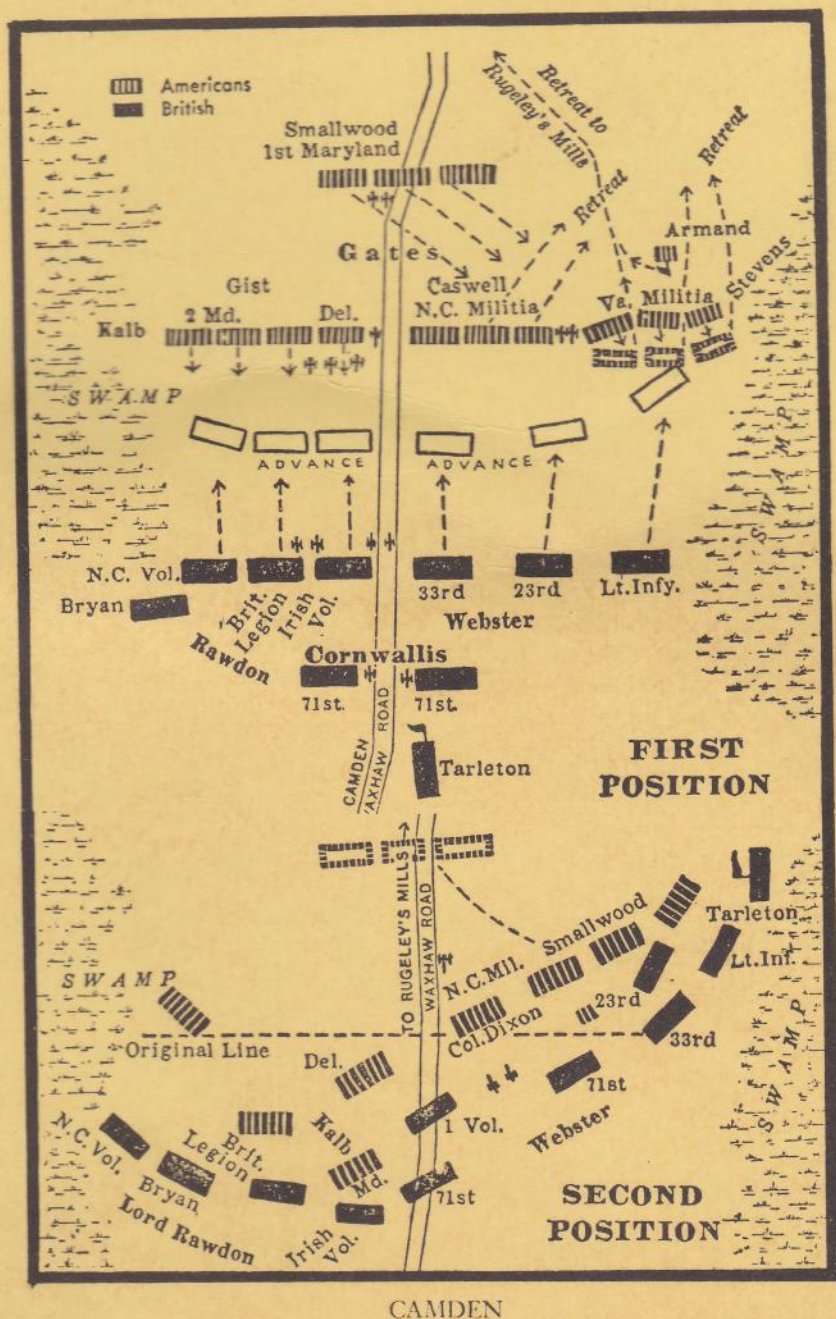 Americans
British
Smallwood
1st Maryland
Retreat to
Rugeley's Mills
Retreat
Retreat
Armand
Gates
Stevens
Gist
Caswell
Kalb
2 Md.
Del.
N.C. Militia
Va. Militia
SWAMP
SWAMP
ADVANCE
ADVANCE
N.C. Vol.
Brit.
Legion
Irish
Vol.
33rd
23rd
Lt. Infy.
Bryan
Rawdon
Webster
Cornwallis
71st.
71st.
CAMDEN
WAXHAW ROAD
Tarleton
FIRST
POSITION
TO RUGELEY'S MILLS
WAXHAW ROAD
Smallwood
Tarleton
N.C. Mil.
Lt. Inf.
SWAMP
SWAMP
Col. Dixon
23rd
33rd
Original Line
Del.
71st
Kalb
1 Vol.
Webster
N.C. Vol.
Brit.
Legion
Bryan
Md.
71st
Lord Rawdon
Irish
Vol.
SECOND
POSITION
CAMDEN